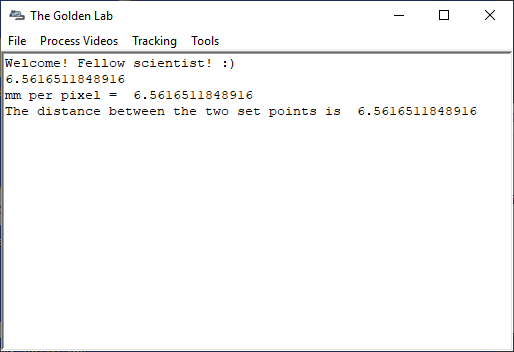 The Golden Lab
File Process Videos Tracking Tools
Welcome! Fellow scientist! :)
6.5616511848916
mm per pixel =  6.5616511848916
The distance between the two set points is  6.5616511848916